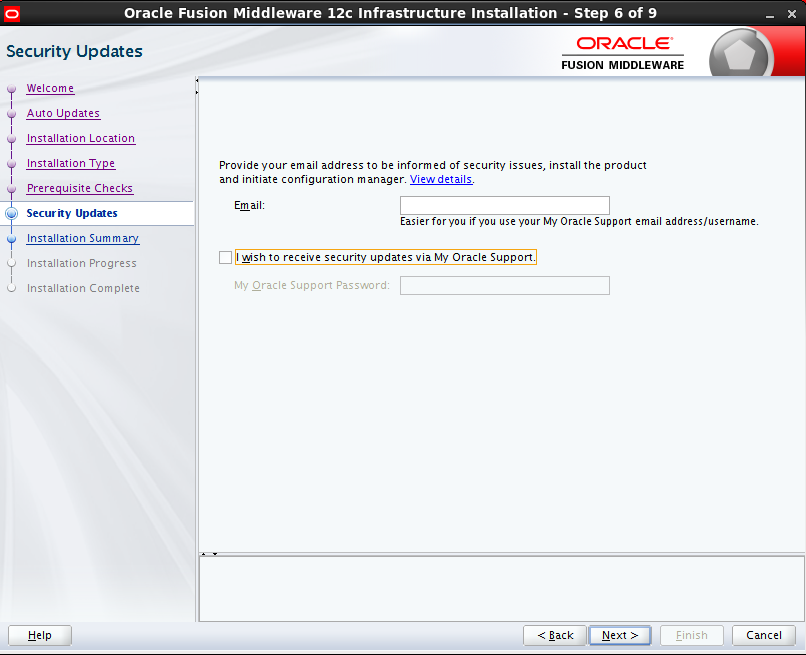 Oracle Fusion Middleware 12c Infrastructure Installation - Step 6 of 9
Security Updates
ORACLE
FUSION MIDDLEWARE
Welcome
Auto Updates
Installation Location
Installation Type
Prerequisite Checks
Security Updates
Installation Summary
Installation Progress
Installation Complete
Provide your email address to be informed of security issues, install the product
and initiate configuration manager. View details.
Email:
Easier for you if you use your My Oracle Support email address/username.
I wish to receive security updates via My Oracle Support.
My Oracle Support Password:
Help
< Back
Next >
Finish
Cancel